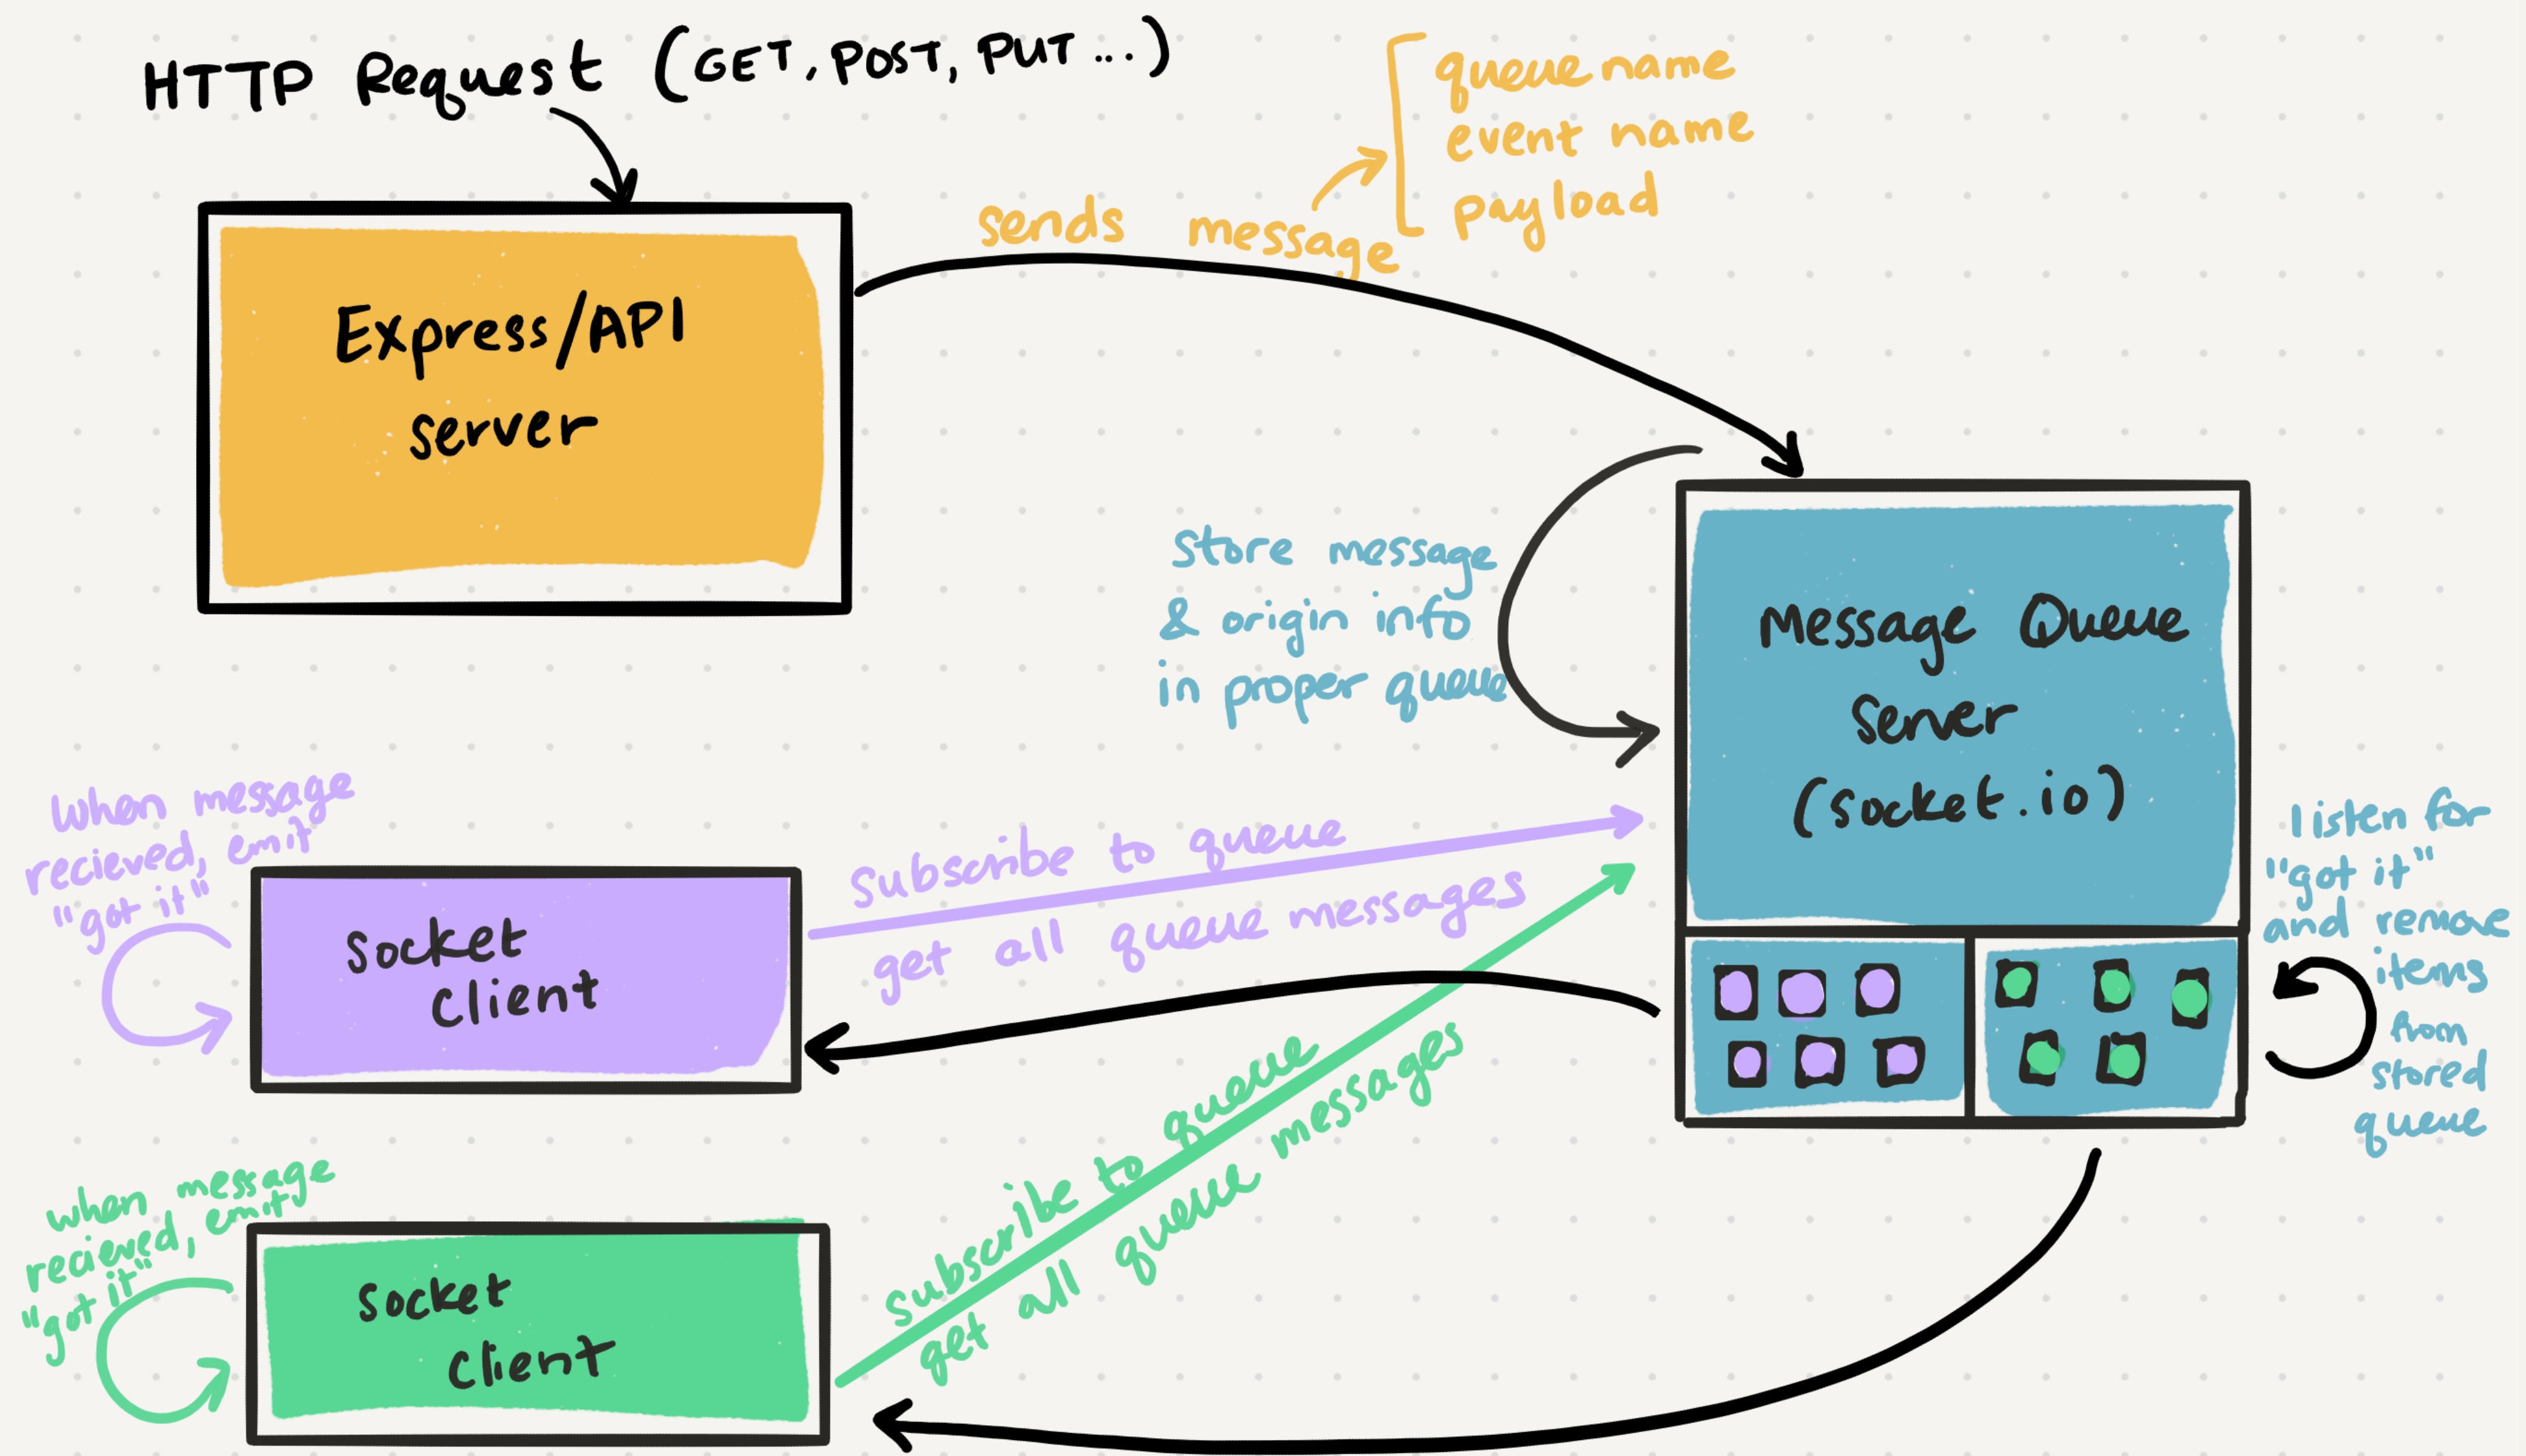 HTTP Request (GET, POST, PUT...)
queue name
event name
payload
sends message
Express/API
server
store message
& origin info
in proper queue
Message Queue
Server
(socket.io)
listen for
"got it"
and remove
items
from
stored
queue
when message
recieved, emit
"got it"
socket
client
subscribe to queue
get all queue messages
when message
recieved, emit
"got it"
socket
client
subscribe to queue
get all queue messages